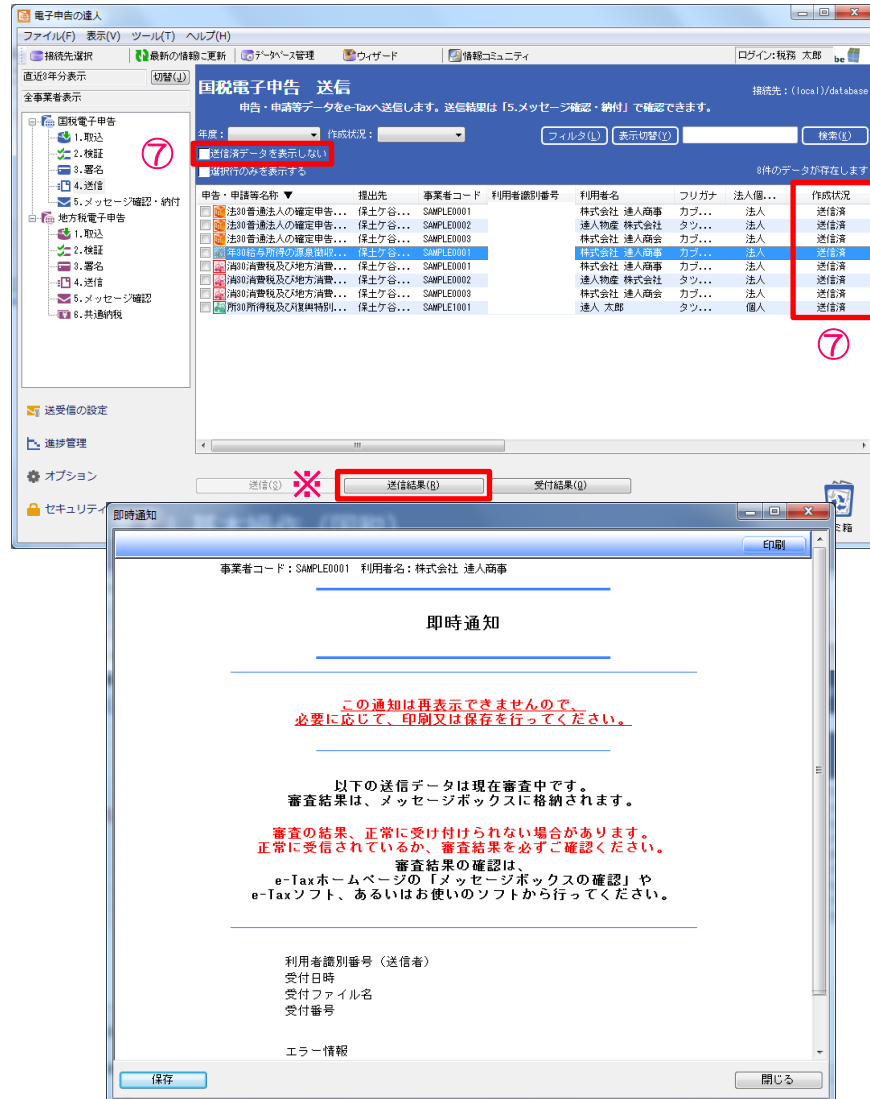 電子申告の達人
ファイル(F) 表示(V) ツール(T) ヘルプ(H)
接続先選択 最新の情報に更新 データベース管理 ウィザード 情報コミュニティ ログイン:税務 太郎 be
直近3年分表示 切替(J)
全事業者表示
国税電子申告
1.取込
2.検証
3.署名
4.送信
5.メッセージ確認・納付
地方税電子申告
1.取込
2.検証
3.署名
4.送信
5.メッセージ確認
6.共通納税
送受信の設定
進捗管理
オプション
セキュリティ
⑦
国税電子申告 送信
申告・申請等データをe-Taxへ送信します。送信結果は「5.メッセージ確認・納付」で確認できます。
接続先：(local)/database
年度： 作成状況： フィルタ(L) 表示切替(Y) 検索(K)
送信済データを表示しない
選択行のみを表示する 8件のデータが存在します
申告・申請等名称 ▼ 提出先 事業者コード 利用者識別番号 利用者名 フリガナ 法人個... 作成状況
法30普通法人の確定申告... 保土ケ谷... SAMPLE0001 株式会社 達人商事 カブ... 法人 送信済
法30普通法人の確定申告... 保土ケ谷... SAMPLE0002 達人物産 株式会社 タツ... 法人 送信済
法30普通法人の確定申告... 保土ケ谷... SAMPLE0003 株式会社 達人商会 カブ... 法人 送信済
年30給与所得の源泉徴収... 保土ケ谷... SAMPLE0001 株式会社 達人商事 カブ... 法人 送信済
消30消費税及び地方消費... 保土ケ谷... SAMPLE0001 株式会社 達人商事 カブ... 法人 送信済
消30消費税及び地方消費... 保土ケ谷... SAMPLE0002 達人物産 株式会社 タツ... 法人 送信済
消30消費税及び地方消費... 保土ケ谷... SAMPLE0003 株式会社 達人商会 カブ... 法人 送信済
所30所得税及び復興特別... 保土ケ谷... SAMPLE1001 達人 太郎 タツ... 個人 送信済
⑦
送信(S) ※ 送信結果(R) 受付結果(Q)
ミ箱
即時通知
印刷
事業者コード：SAMPLE0001 利用者名：株式会社 達人商事
即時通知
この通知は再表示できませんので、
必要に応じて、印刷又は保存を行ってください。
以下の送信データは現在審査中です。
審査結果は、メッセージボックスに格納されます。
審査の結果、正常に受け付けられない場合があります。
正常に受信されているか、審査結果を必ずご確認ください。
審査結果の確認は、
e-Taxホームページの「メッセージボックスの確認」や
e-Taxソフト、あるいはお使いのソフトから行ってください。
利用者識別番号（送信者）
受付日時
受付ファイル名
受付番号
エラー情報
保存 閉じる